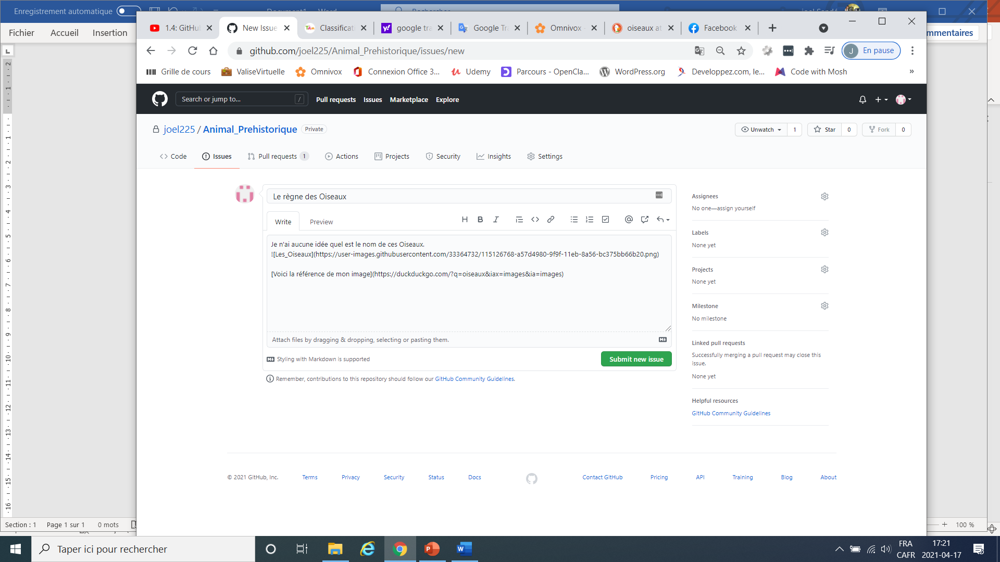 Enregistrement automatique
Fichier Accueil Insertion
mmentaires
1.4: GitHu
New Issue
Classificati
google tra
Google Tra
Omnivox -
oiseaux at
Facebook
github.com/joel225/Animal_Prehistorique/issues/new
J En pause
Grille de cours ValiseVirtuelle Omnivox Connexion Office 3... Udemy Parcours - OpenCla... WordPress.org Developpez.com, le... Code with Mosh »
Search or jump to... / Pull requests Issues Marketplace Explore
joel225 / Animal_Prehistorique Private
Unwatch 1 Star 0 Fork 0
Code Issues Pull requests 1 Actions Projects Security Insights Settings
Le règne des Oiseaux
Write Preview
Je n'ai aucune idée quel est le nom de ces Oiseaux.
![Les_Oiseaux](https://user-images.githubusercontent.com/33364732/115126768-a57d4980-9f9f-11eb-8a56-bc375bb66b20.png)
[Voici la référence de mon image](https://duckduckgo.com/?q=oiseaux&iax=images&ia=images)
Attach files by dragging & dropping, selecting or pasting them.
Styling with Markdown is supported
Submit new issue
Remember, contributions to this repository should follow our GitHub Community Guidelines.
Assignees
No one—assign yourself
Labels
None yet
Projects
None yet
Milestone
No milestone
Linked pull requests
Successfully merging a pull request may close this
issue.
None yet
Helpful resources
GitHub Community Guidelines
© 2021 GitHub, Inc. Terms Privacy Security Status Docs Contact GitHub Pricing API Training Blog About
Section : 1 Page 1 sur 1 0 mots
100 %
Taper ici pour rechercher
FRA
CAFR
17:21
2021-04-17